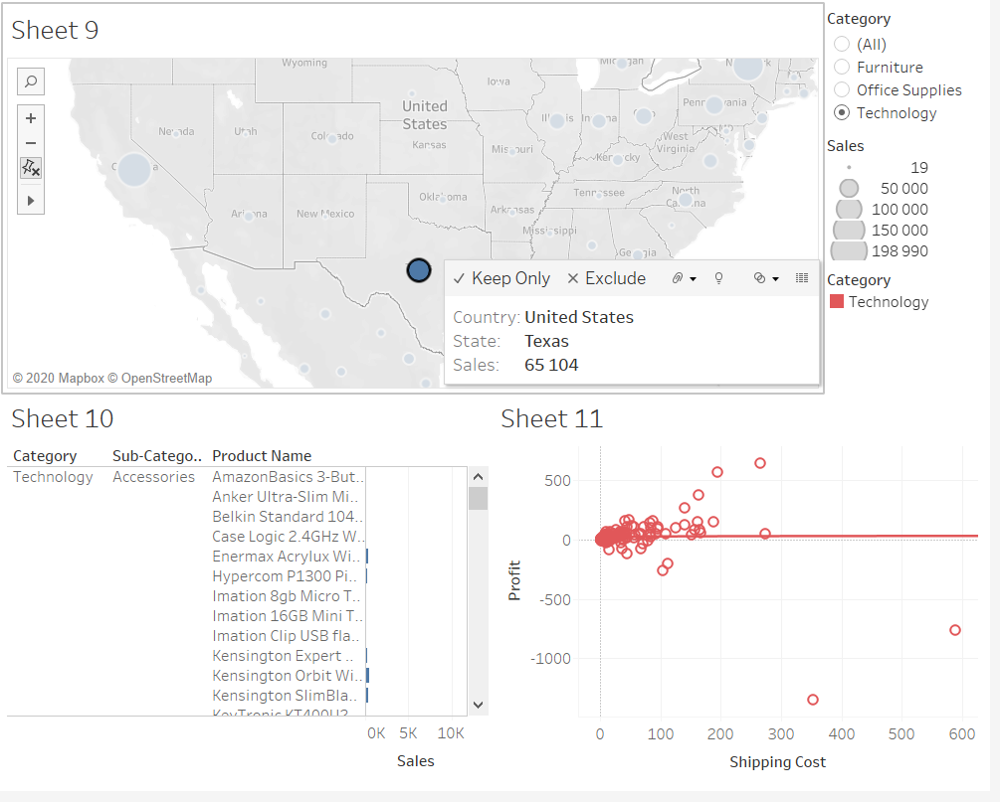 Sheet 9
Wyoming
Michigan
Iowa
Nevada
Utah
Colorado
United
States
Kansas
Missouri
Illinois
Indiana
Pennsylvania
West
Virginia
Kentucky
California
Arizona
New Mexico
Oklahoma
Arkansas
Tennessee
North
Carolina
Mississippi
Georgia
✓ Keep Only
✕ Exclude
Country: United States
State: Texas
Sales: 65 104
© 2020 Mapbox © OpenStreetMap
Category
(All)
Furniture
Office Supplies
Technology
Sales
19
50 000
100 000
150 000
198 990
Category
Technology
Sheet 10
Category Sub-Catego.. Product Name
Technology Accessories AmazonBasics 3-But..
Anker Ultra-Slim Mi..
Belkin Standard 104..
Case Logic 2.4GHz W..
Enermax Acrylux Wi..
Hypercom P1300 Pi..
Imation 8gb Micro T..
Imation 16GB Mini T..
Imation Clip USB fla..
Kensington Expert ..
Kensington Orbit Wi..
Kensington SlimBla..
KeyTronic KT400U2..
0K 5K 10K
Sales
Sheet 11
500
0
-500
-1000
Profit
0 100 200 300 400 500 600
Shipping Cost